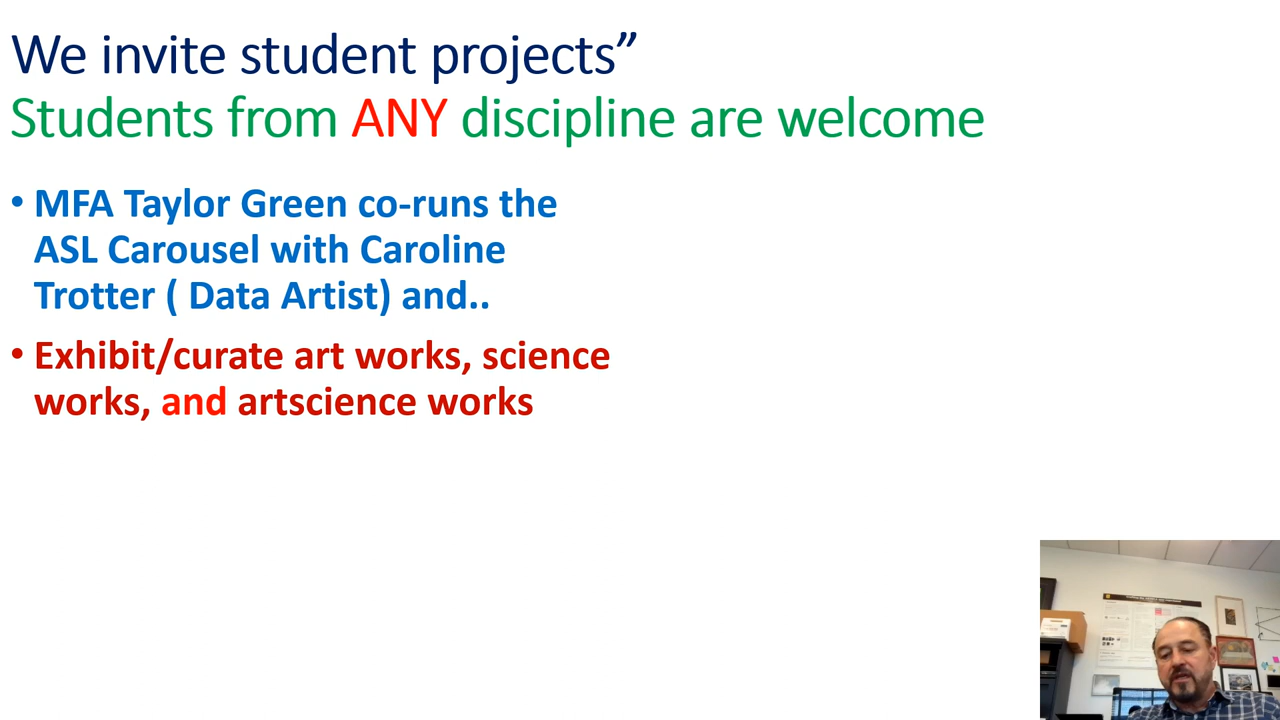 We invite student projects”
Students from ANY discipline are welcome
• MFA Taylor Green co-runs the
ASL Carousel with Caroline
Trotter ( Data Artist) and..
• Exhibit/curate art works, science
works, and artscience works